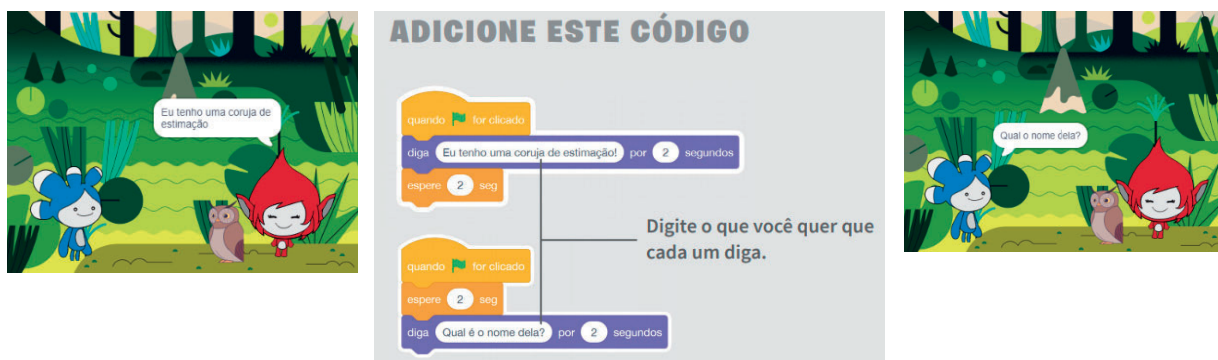 Eu tenho uma coruja de
estimação
ADICIONE ESTE CÓDIGO
quando for clicado
diga Eu tenho uma coruja de estimação! por 2 segundos
espere 2 seg
Digite o que você quer que
cada um diga.
quando for clicado
espere 2 seg
diga Qual é o nome dela? por 2 segundos
Qual o nome dela?